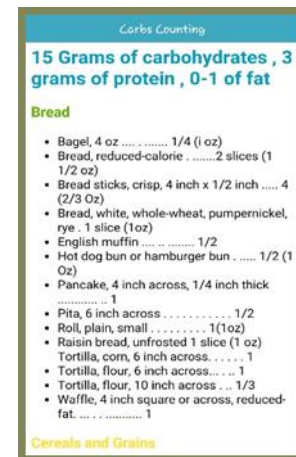 Carbs Counting
15 Grams of carbohydrates , 3
grams of protein , 0-1 of fat
Bread
• Bagel, 4 oz .... . ....... 1/4 (i oz)
• Bread, reduced-calorie . .......2 slices (1
1/2 oz)
• Bread sticks, crisp, 4 inch x 1/2 inch ..... 4
(2/3 Oz)
• Bread, white, whole-wheat, pumpernickel,
rye . 1 slice (1oz)
• English muffin .... .. ......... 1/2
• Hot dog bun or hamburger bun . ..... 1/2 (1
Oz)
• Pancake, 4 inch across, 1/4 inch thick
............. .. 1
• Pita, 6 inch across . . . . . . . . . . . 1/2
• Roll, plain, small . . . . . . . . . 1(1oz)
• Raisin bread, unfrosted 1 slice (1 oz)
Tortilla, corn, 6 inch across. . . . . . 1
• Tortilla, flour, 6 inch across... . .. 1
• Tortilla, flour, 10 inch across . .. 1/3
• Waffle, 4 inch square or across, reduced-
fat. ... . . ............ 1
Cereals and Grains